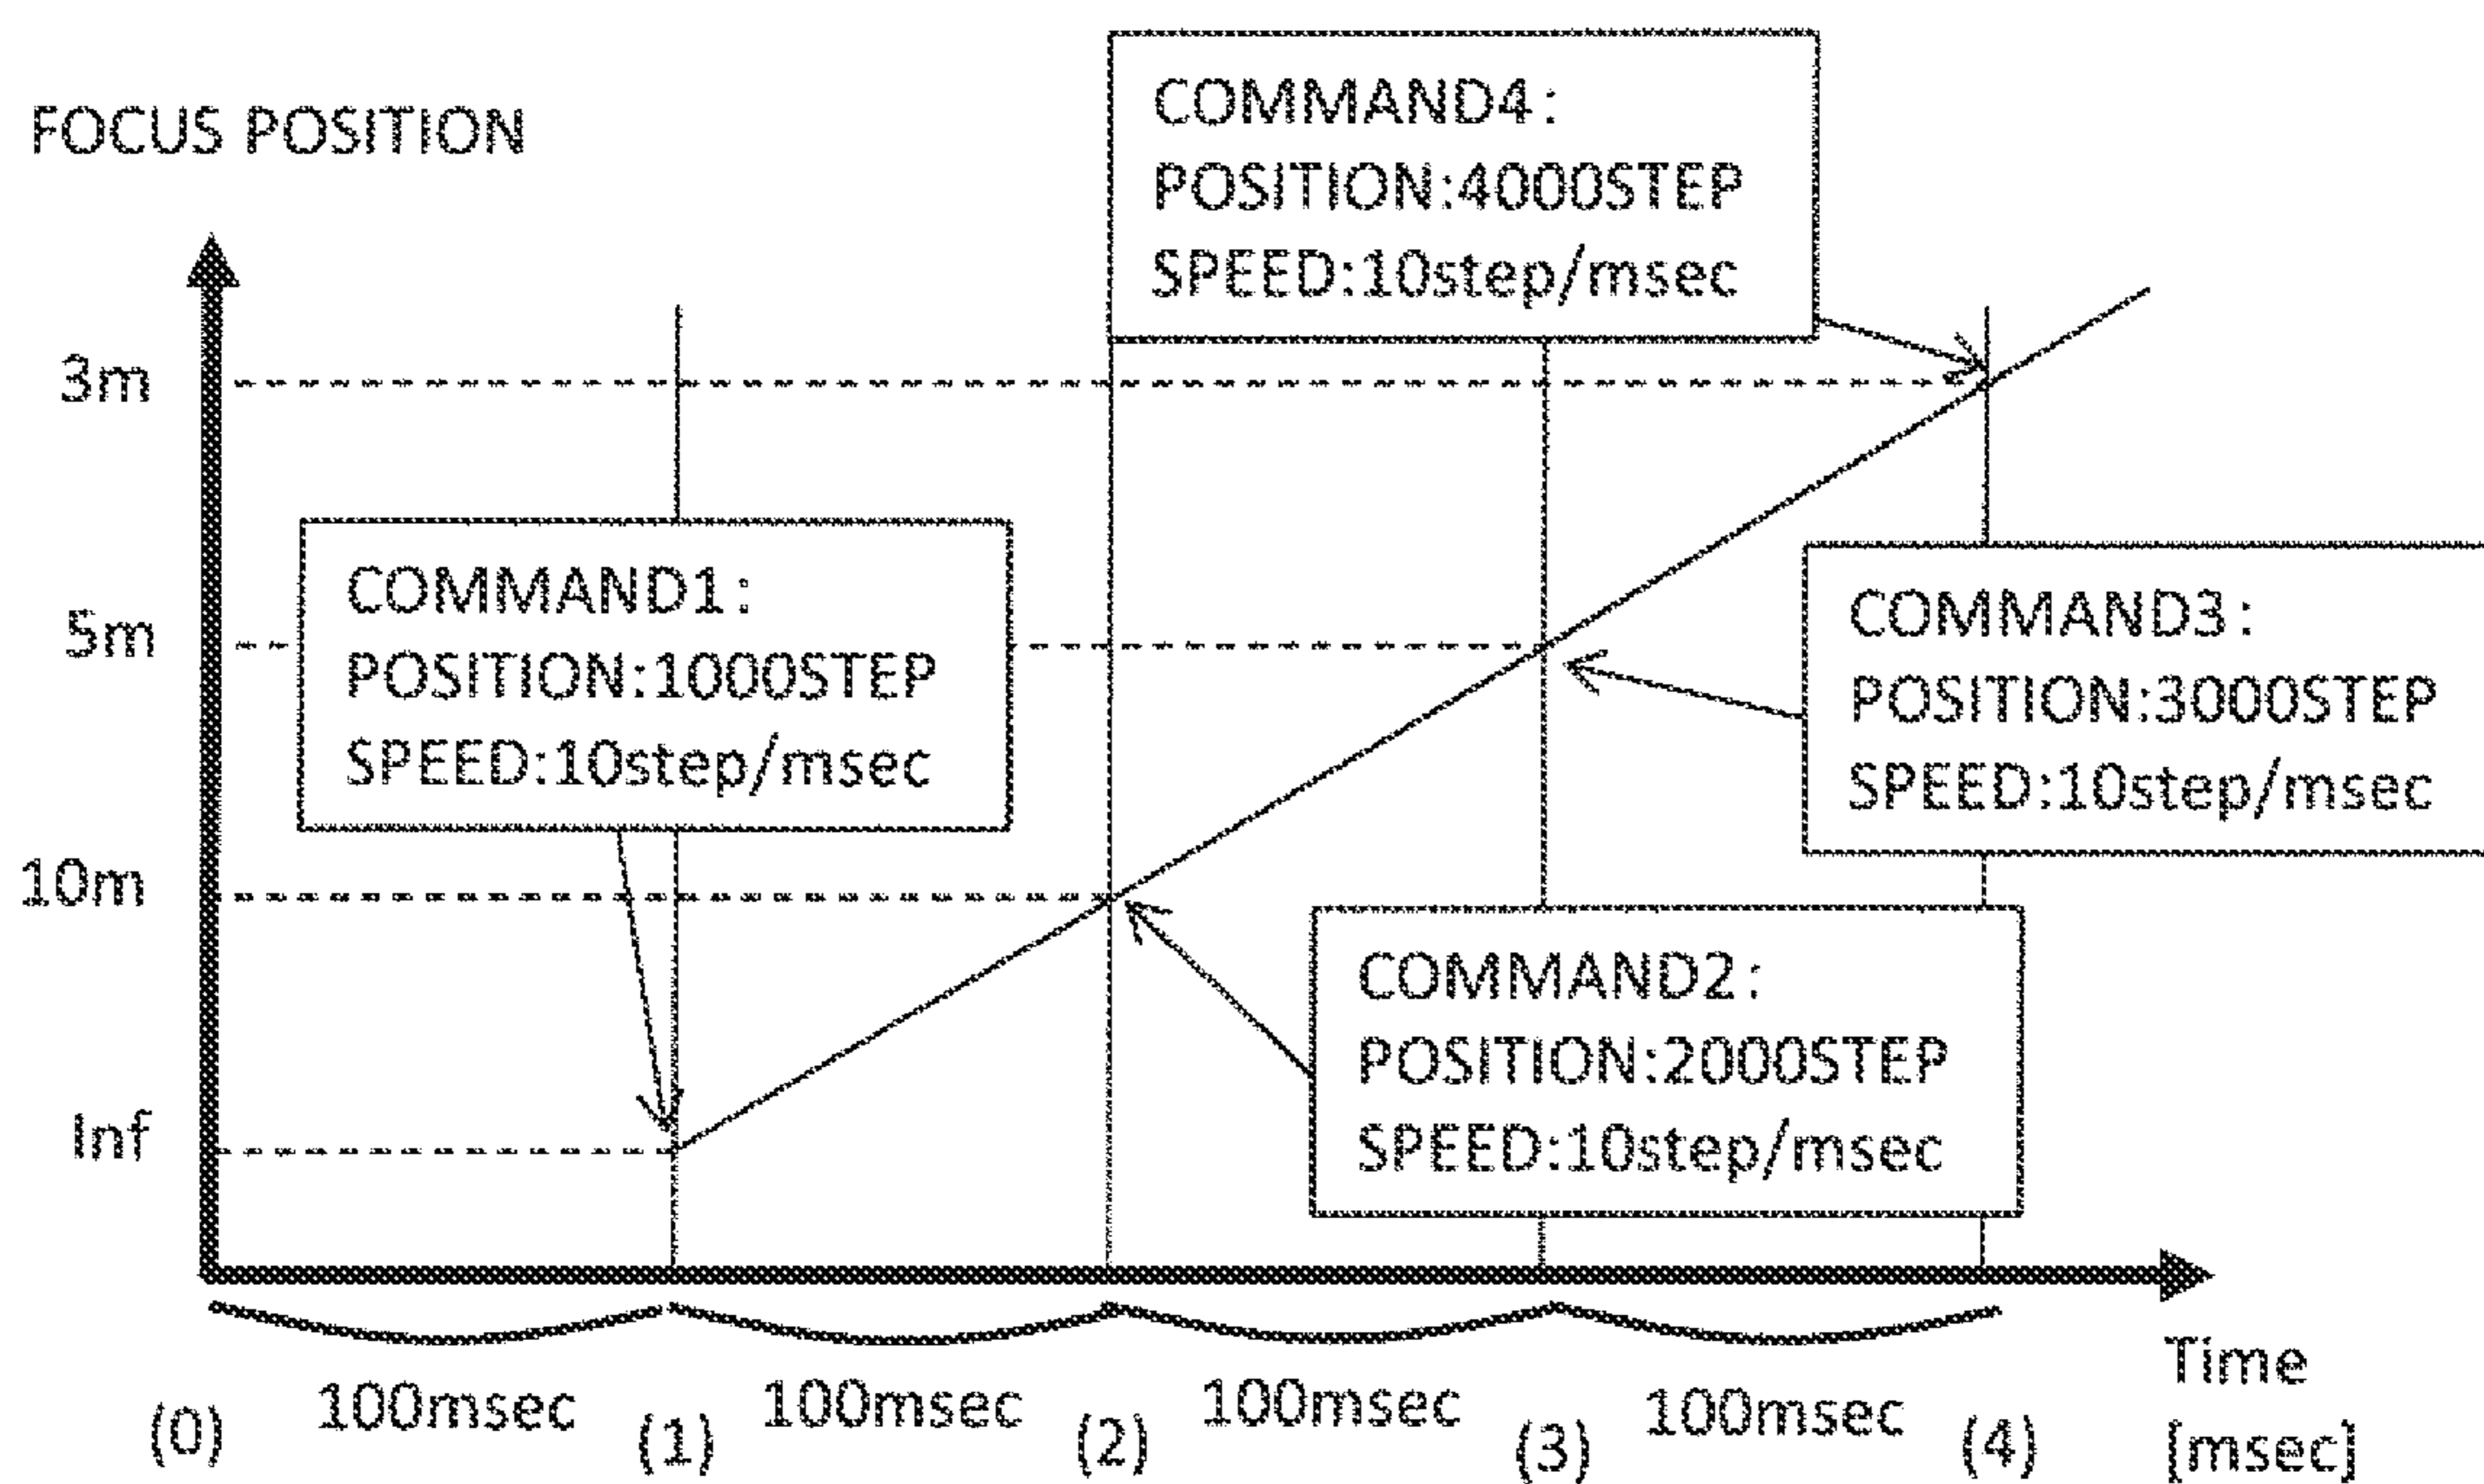 FOCUS POSITION
COMMAND4:
POSITION:4000STEP
SPEED:10step/msec
3m
COMMAND1:
POSITION:1000STEP
SPEED:10step/msec
5m
COMMAND3:
POSITION:3000STEP
SPEED:10step/msec
10m
COMMAND2:
POSITION:2000STEP
SPEED:10step/msec
Inf
(0) 100msec (1) 100msec (2) 100msec (3) 100msec (4)
Time
[msec]